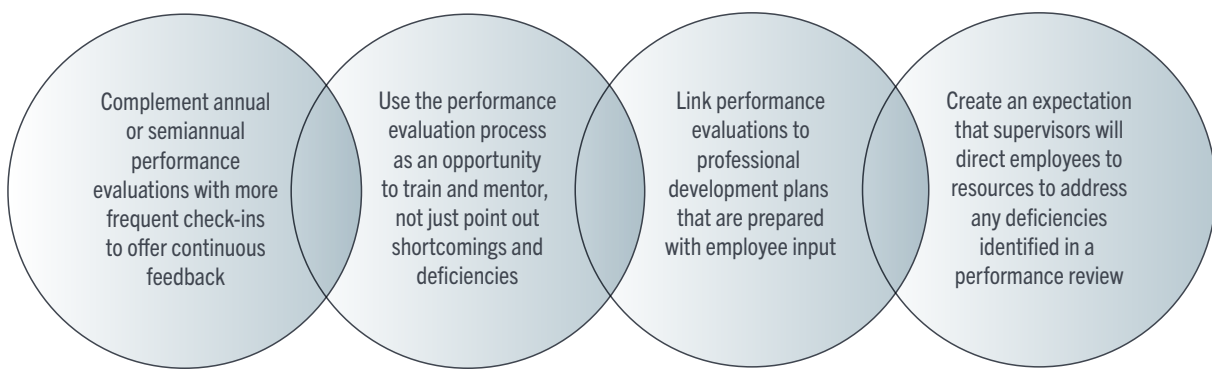 Complement annual
or semiannual
performance
evaluations with more
frequent check-ins
to offer continuous
feedback
Use the performance
evaluation process
as an opportunity
to train and mentor,
not just point out
shortcomings and
deficiencies
Link performance
evaluations to
professional
development plans
that are prepared
with employee input
Create an expectation
that supervisors will
direct employees to
resources to address
any deficiencies
identified in a
performance review